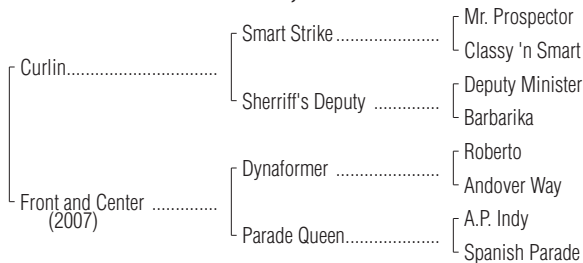 Mr. Prospector
Smart Strike....................
Classy 'n Smart
Curlin.............................
Deputy Minister
Sherriff's Deputy .............
Barbarika
Roberto
Dynaformer ....................
Andover Way
Front and Center .............
(2007)
A.P. Indy
Parade Queen..................
Spanish Parade